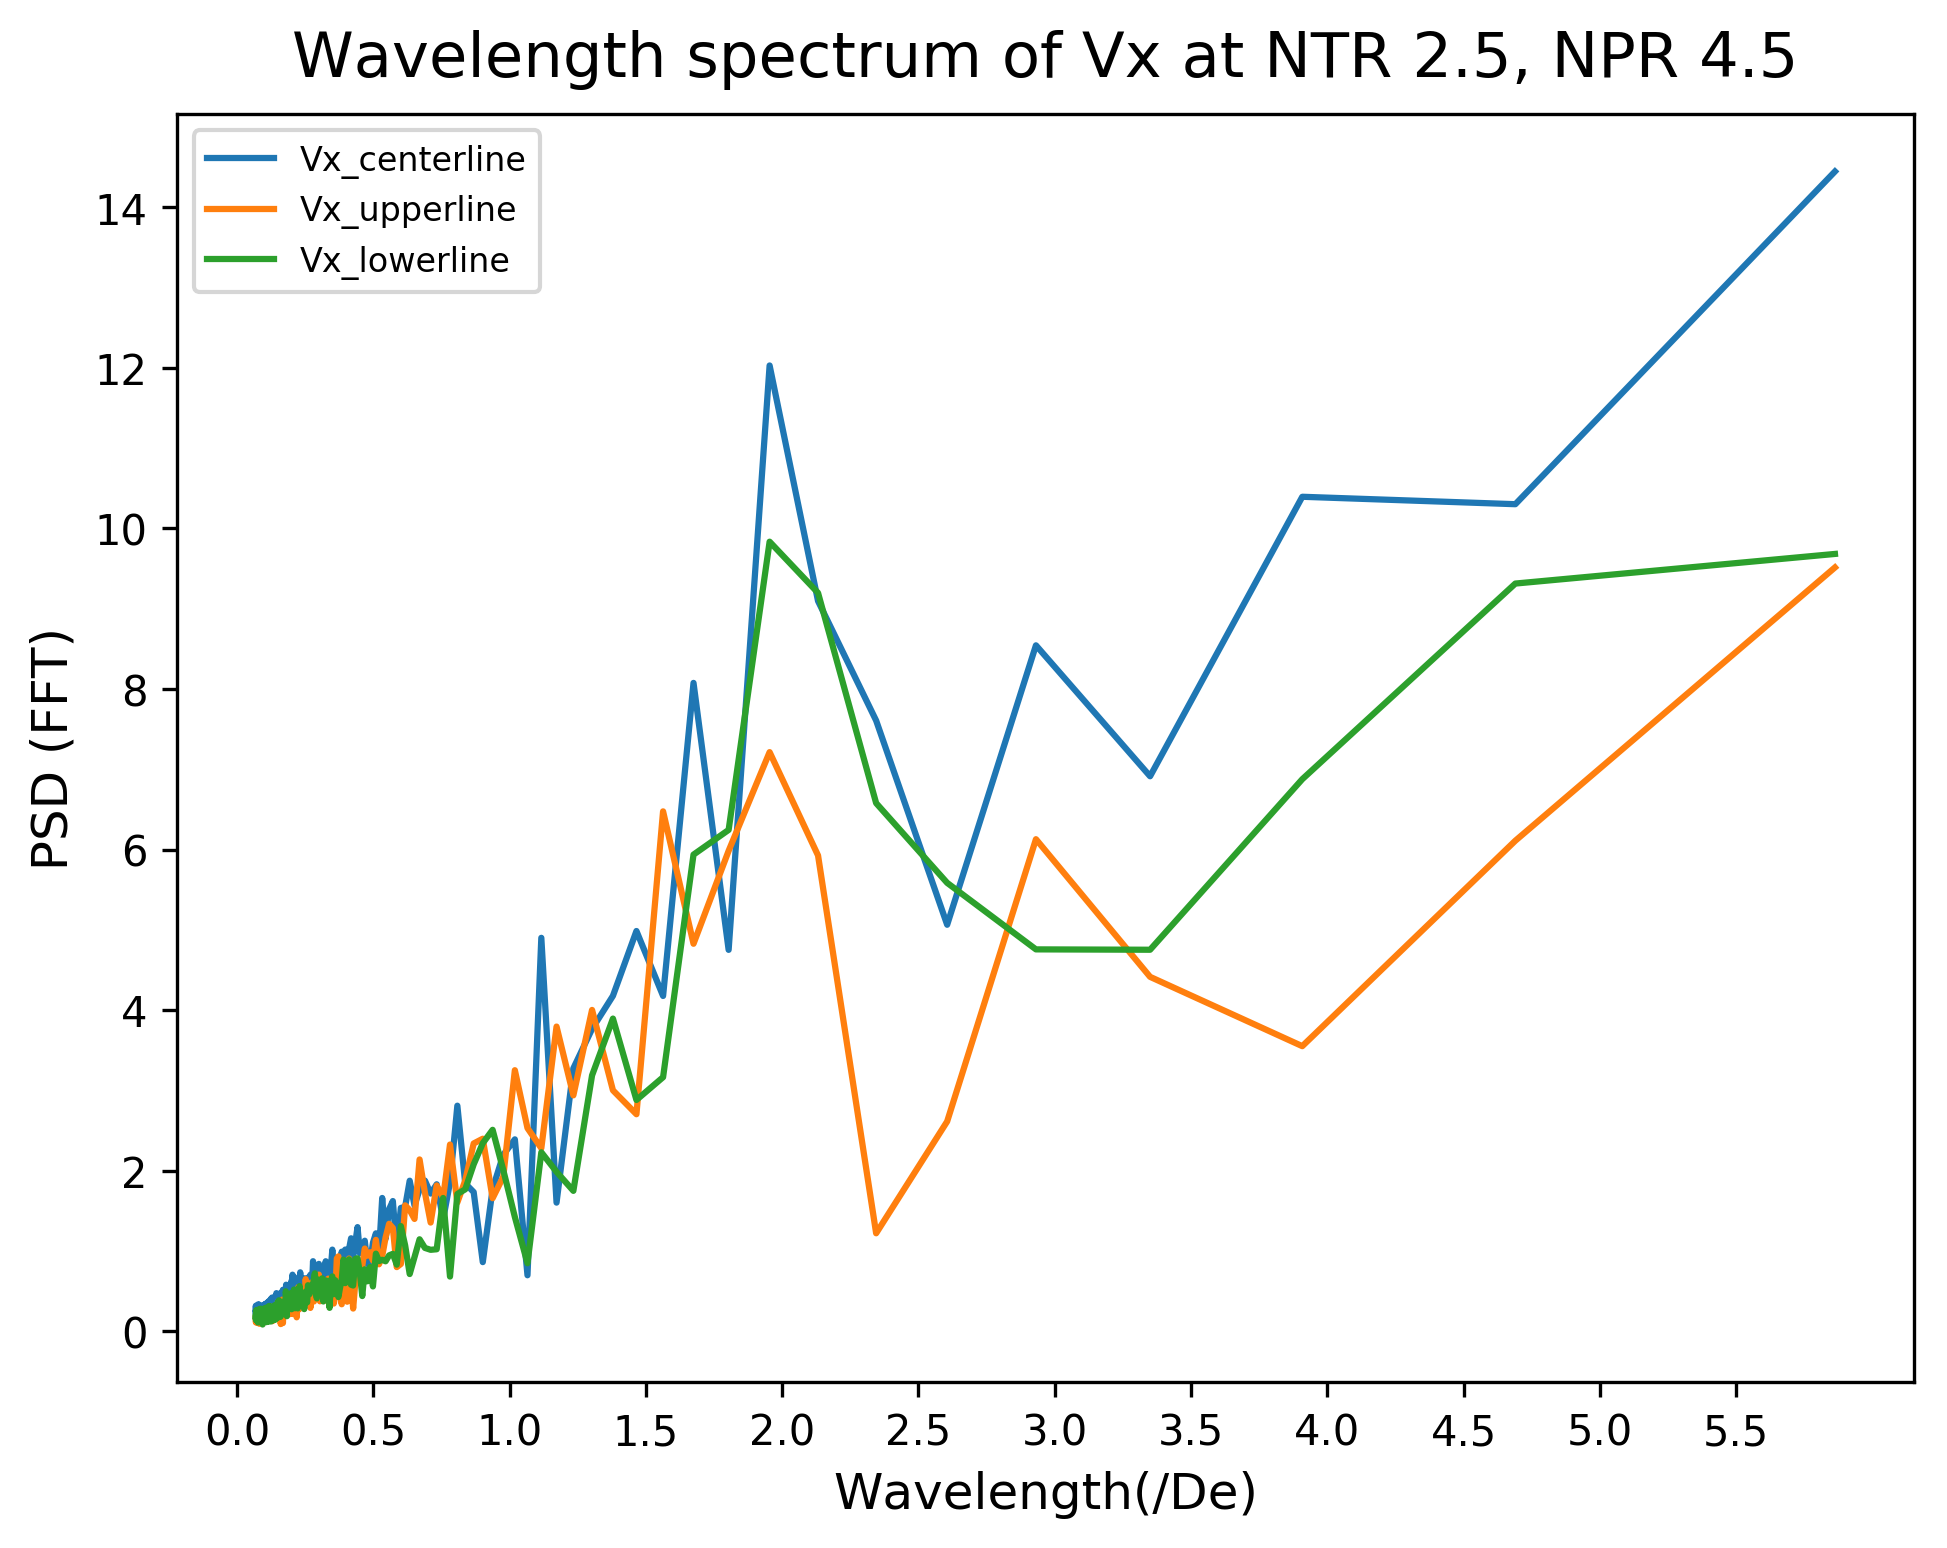 Wavelength spectrum of Vx at NTR 2.5, NPR 4.5
Vx_centerline
Vx_upperline
Vx_lowerline
PSD (FFT)
14
12
10
8
6
4
2
0
0.0 0.5 1.0 1.5 2.0 2.5 3.0 3.5 4.0 4.5 5.0 5.5
Wavelength(/De)